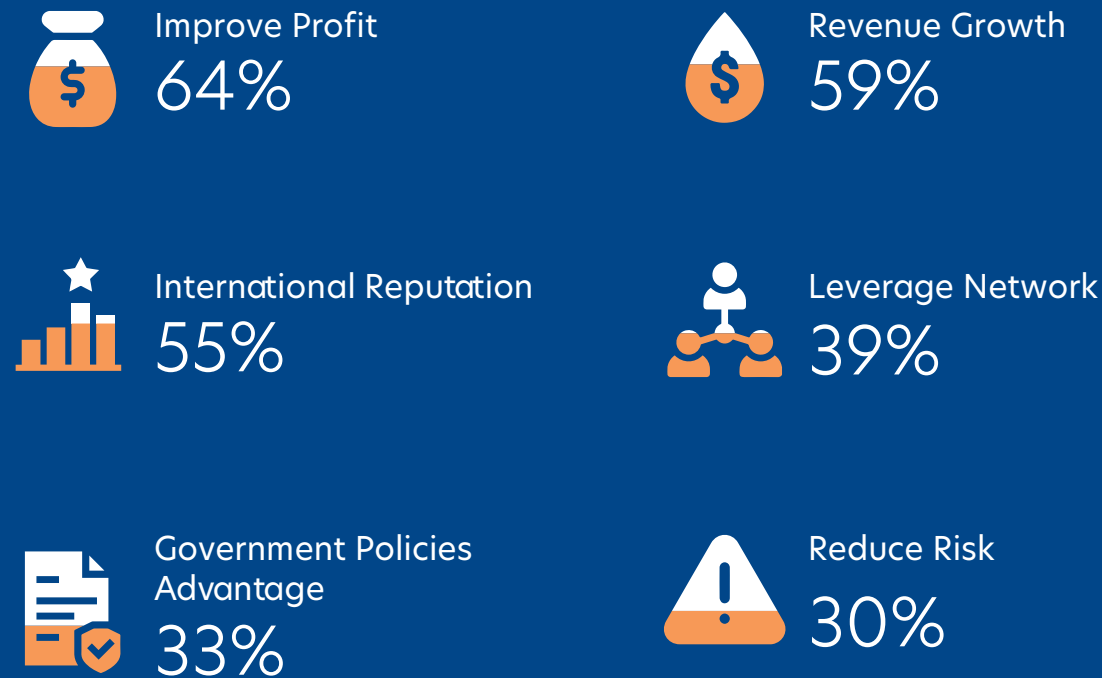 Improve Profit
64%
Revenue Growth
59%
International Reputation
55%
Leverage Network
39%
Government Policies
Advantage
33%
Reduce Risk
30%